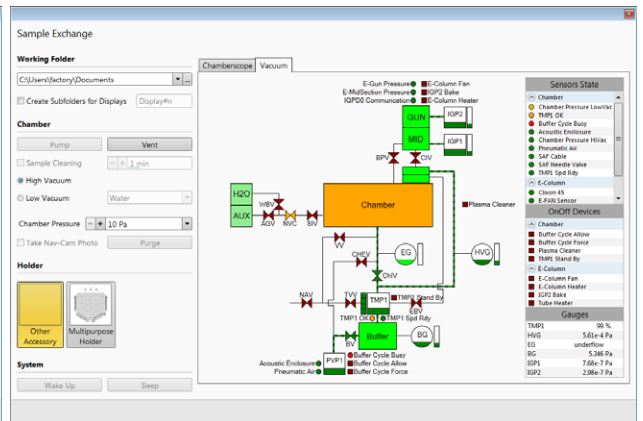 Sample Exchange
Working Folder
C:\Users\factory\Documents
Create Subfolders for Displays
Display#n
Chamber
Pump
Vent
Sample Cleaning
1 min
High Vacuum
Low Vacuum
Water
Chamber Pressure
10 Pa
Take Nav-Cam Photo
Purge
Holder
Other Accessory
Multipurpose Holder
System
Wake Up
Sleep
Chamberscope
Vacuum
E-Gun Pressure
E-Column Fan
E-MidSection Pressure
IGP2 Bake
IGPD0 Communcation
E-Column Heater
GUN
IGP2
MID
IGP1
BPV
CIV
H2O
AUX
WBV
AGV
NVC
SIV
Chamber
Plasma Cleaner
VV
CHEV
EG
HVG
ChIV
NAV
TVV
TMP1
TMP1 Stand By
EBV
TMP1 OK
TMP1 Spd Rdy
BV
Buffer
BG
PVP1
Acoustic Enclosure
Pneumatic Air
Buffer Cycle Busy
Buffer Cycle Allow
Buffer Cycle Force
Sensors State
Chamber
Chamber Pressure LowVac
TMP1 OK
Buffer Cycle Busy
Acoustic Enclosure
Chamber Pressure HiVac
Pneumatic Air
SAF Cable
SAF Needle Valve
TMP1 Spd Rdy
E-Column
Clixon 45
E-FAN Sensor
OnOff Devices
Chamber
Buffer Cycle Allow
Buffer Cycle Force
Plasma Cleaner
TMP1 Stand By
E-Column
E-Column Fan
E-Column Heater
IGP2 Bake
Tube Heater
Gauges
TMP1 99 %
HVG 5.61e-4 Pa
EG underflow
BG 5.346 Pa
IGP1 7.68e-7 Pa
IGP2 2.98e-7 Pa